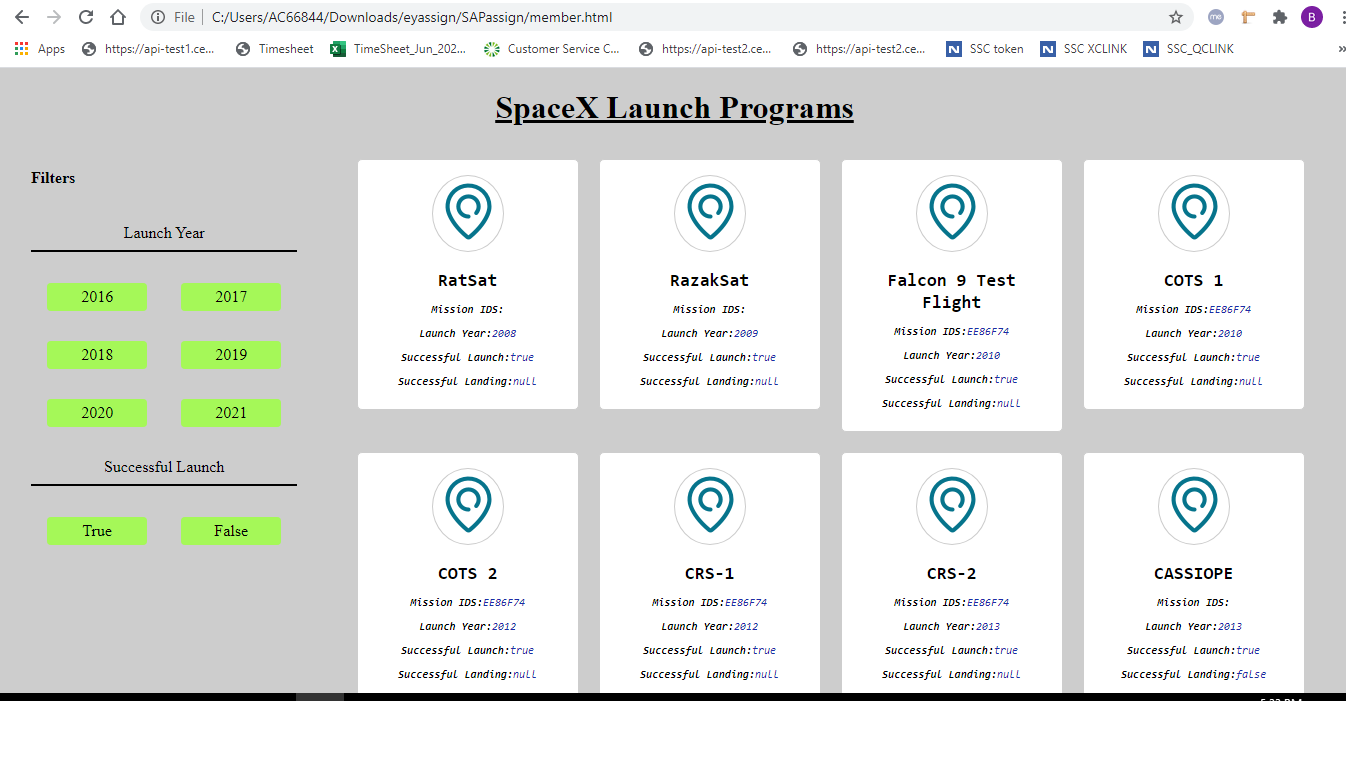 File C:/Users/AC66844/Downloads/eyassign/SAPassign/member.html B
Apps https://api-test1.ce... Timesheet TimeSheet_Jun_202... Customer Service C... https://api-test2.ce... https://api-test2.ce... SSC token SSC XCLINK SSC_QCLINK »
SpaceX Launch Programs
Filters
Launch Year
2016 2017
2018 2019
2020 2021
Successful Launch
True False
RatSat
Mission IDS:
Launch Year:2008
Successful Launch:true
Successful Landing:null
RazakSat
Mission IDS:
Launch Year:2009
Successful Launch:true
Successful Landing:null
Falcon 9 Test
Flight
Mission IDS:EE86F74
Launch Year:2010
Successful Launch:true
Successful Landing:null
COTS 1
Mission IDS:EE86F74
Launch Year:2010
Successful Launch:true
Successful Landing:null
COTS 2
Mission IDS:EE86F74
Launch Year:2012
Successful Launch:true
Successful Landing:null
CRS-1
Mission IDS:EE86F74
Launch Year:2012
Successful Launch:true
Successful Landing:null
CRS-2
Mission IDS:EE86F74
Launch Year:2013
Successful Launch:true
Successful Landing:null
CASSIOPE
Mission IDS:
Launch Year:2013
Successful Launch:true
Successful Landing:false